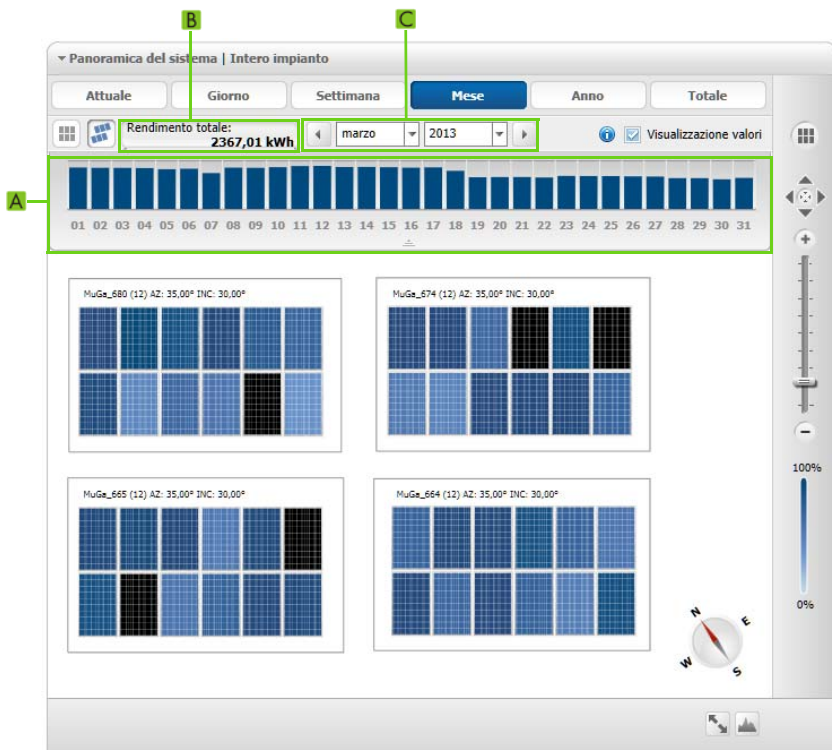 B C
Panoramica del sistema | Intero impianto
Attuale Giorno Settimana Mese Anno Totale
Rendimento totale:
2367,01 kWh
marzo 2013
Visualizzazione valori
A
01 02 03 04 05 06 07 08 09 10 11 12 13 14 15 16 17 18 19 20 21 22 23 24 25 26 27 28 29 30 31
MuGa_680 (12) AZ: 35,00° INC: 30,00°
MuGa_674 (12) AZ: 35,00° INC: 30,00°
100%
MuGa_665 (12) AZ: 35,00° INC: 30,00°
MuGa_664 (12) AZ: 35,00° INC: 30,00°
0%
N
E
W
S